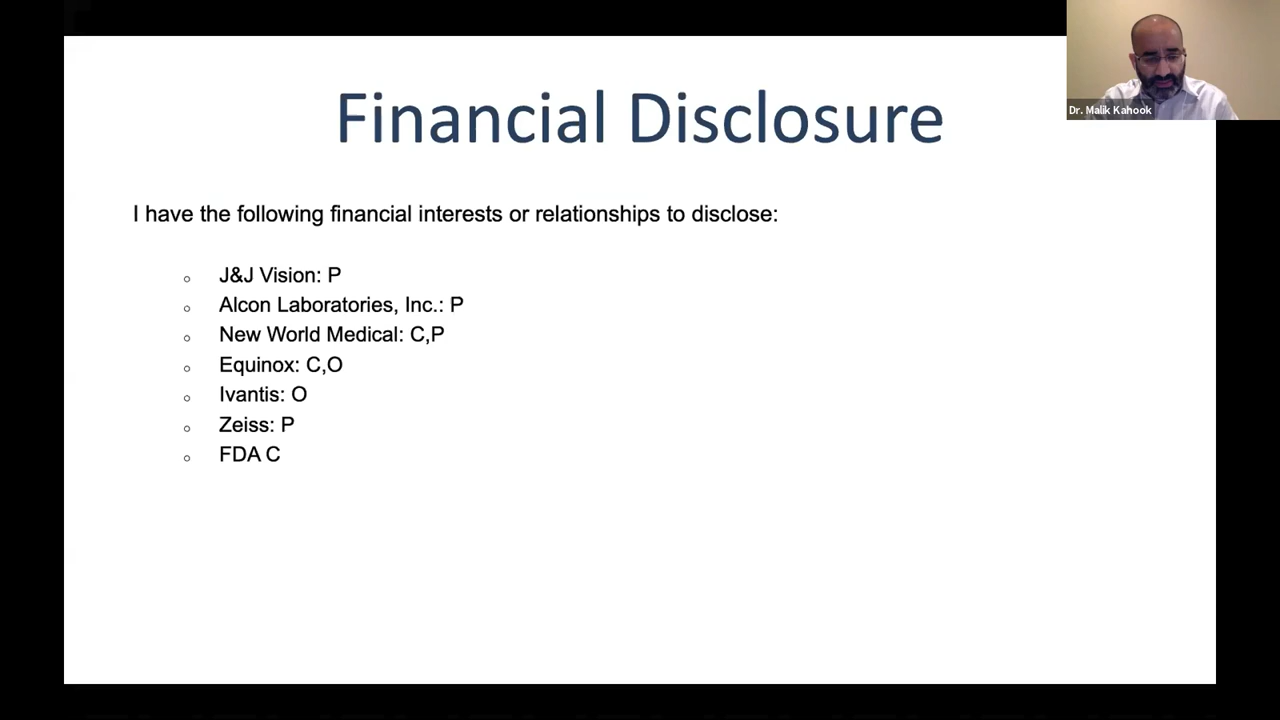 Financial Disclosure
Dr. Malik Kahook
I have the following financial interests or relationships to disclose:
J&J Vision: P
Alcon Laboratories, Inc.: P
New World Medical: C,P
Equinox: C,O
Ivantis: O
Zeiss: P
FDA C